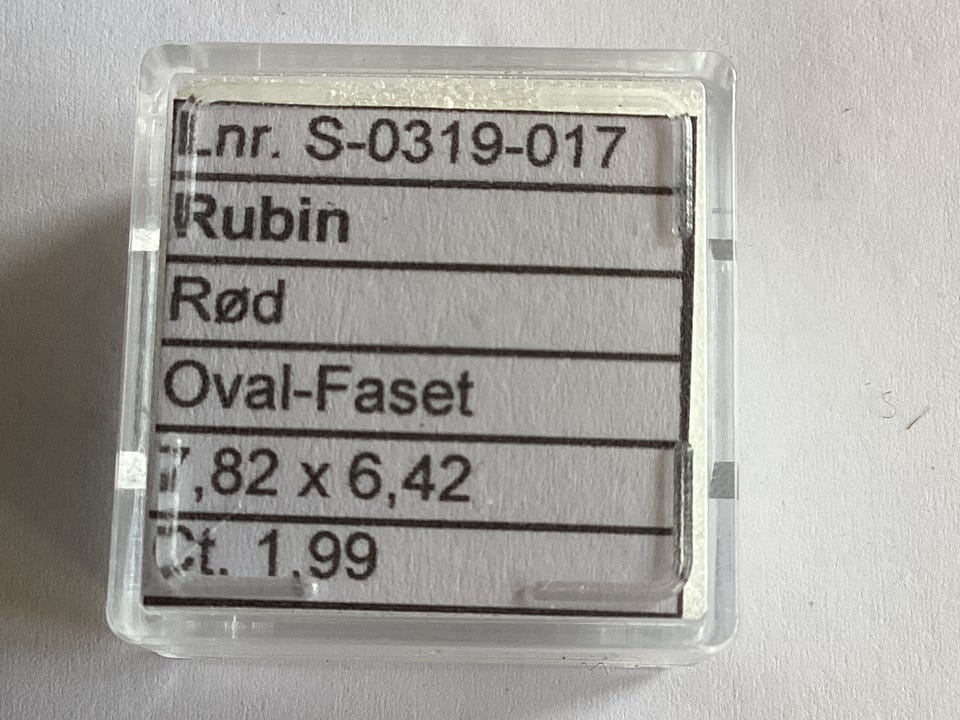 Lnr. S-0319-017
Rubin
Rød
Oval-Faset
7,82 x 6,42
Ct. 1.99